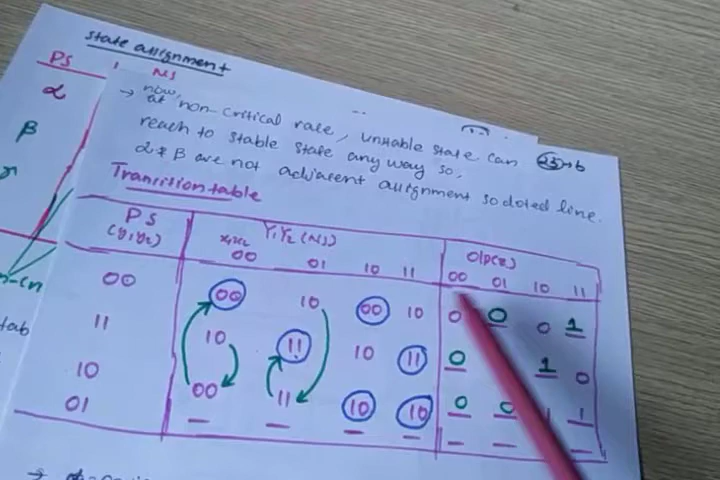 state assignment
PS NS
α
β
→ now, at non-critical rate, unstable state can
reach to stable state any way so,
α & β are not adjacent assignment so doted line.
Transition table
PS (y₁y₂) Y₁Y₂ (NS) O/P(z)
x₁x₂ 00 01 10 11 00 01 10 11
00 00 10 00 10 0 0 0 1
11 10 11 10 11 0 1 0
10 00 11 10 10 0 0 1
01 — — — — — — —